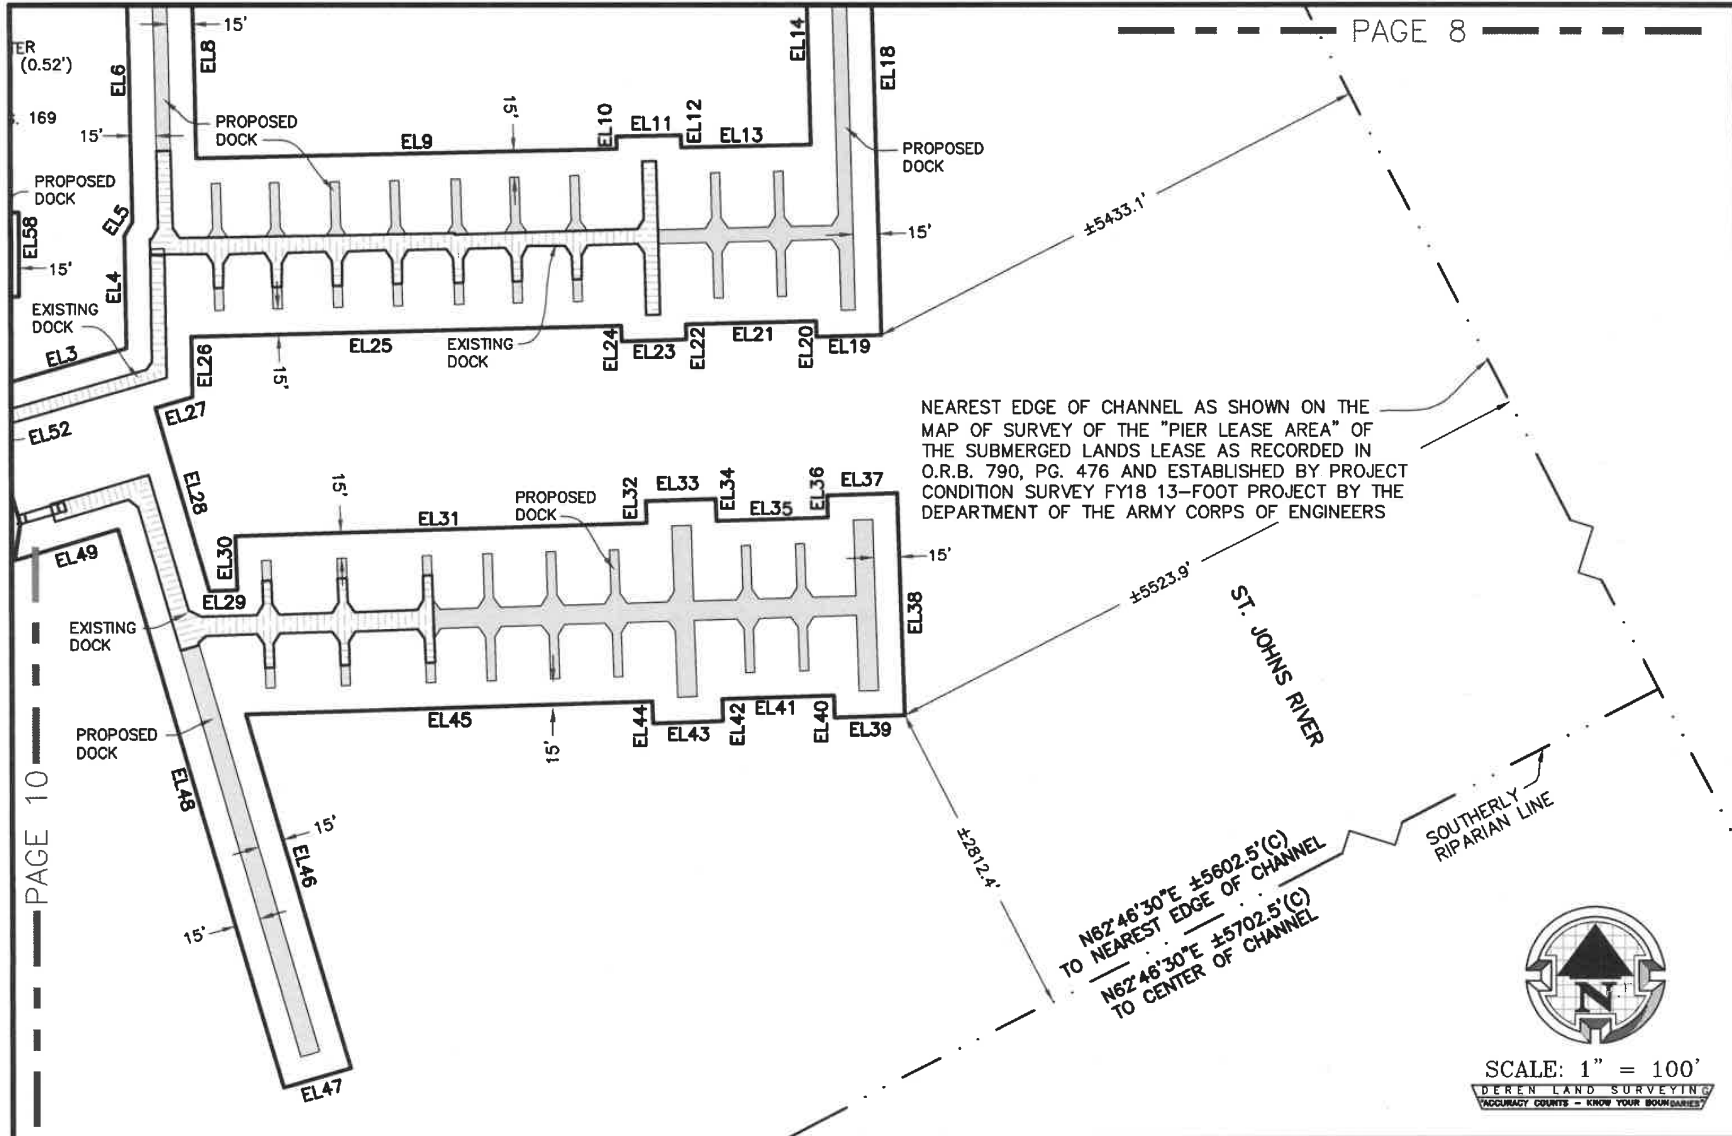 PAGE 8
TER
(0.52')
169
EL6
EL8
15'
EL14
EL18
PROPOSED
DOCK
15'
EL9
15'
EL10
EL11
EL12
EL13
PROPOSED
DOCK
PROPOSED
DOCK
EL58
15'
EL5
EL4
±5433.1'
15'
EXISTING
DOCK
EL3
EL26
15'
EL25
EXISTING
DOCK
EL24
EL23
EL22
EL21
EL20
EL19
EL27
EL52
NEAREST EDGE OF CHANNEL AS SHOWN ON THE
MAP OF SURVEY OF THE "PIER LEASE AREA" OF
THE SUBMERGED LANDS LEASE AS RECORDED IN
O.R.B. 790, PG. 476 AND ESTABLISHED BY PROJECT
CONDITION SURVEY FY18 13-FOOT PROJECT BY THE
DEPARTMENT OF THE ARMY CORPS OF ENGINEERS
EL28
15'
EL31
PROPOSED
DOCK
EL32
EL33
EL34
EL35
EL36
EL37
EL49
EL30
EL29
15'
EL38
±5523.9'
ST. JOHNS RIVER
EXISTING
DOCK
PROPOSED
DOCK
EL45
15'
EL44
EL43
EL42
EL41
EL40
EL39
PAGE 10
EL48
15'
EL46
15'
EL47
±2812.4'
N62°46'30"E ±5602.5'(C)
TO NEAREST EDGE OF CHANNEL
N62°46'30"E ±5702.5'(C)
TO CENTER OF CHANNEL
SOUTHERLY
RIPARIAN LINE
N
SCALE: 1" = 100'
DEREN LAND SURVEYING
"ACCURACY COUNTS - KNOW YOUR BOUNDARIES"